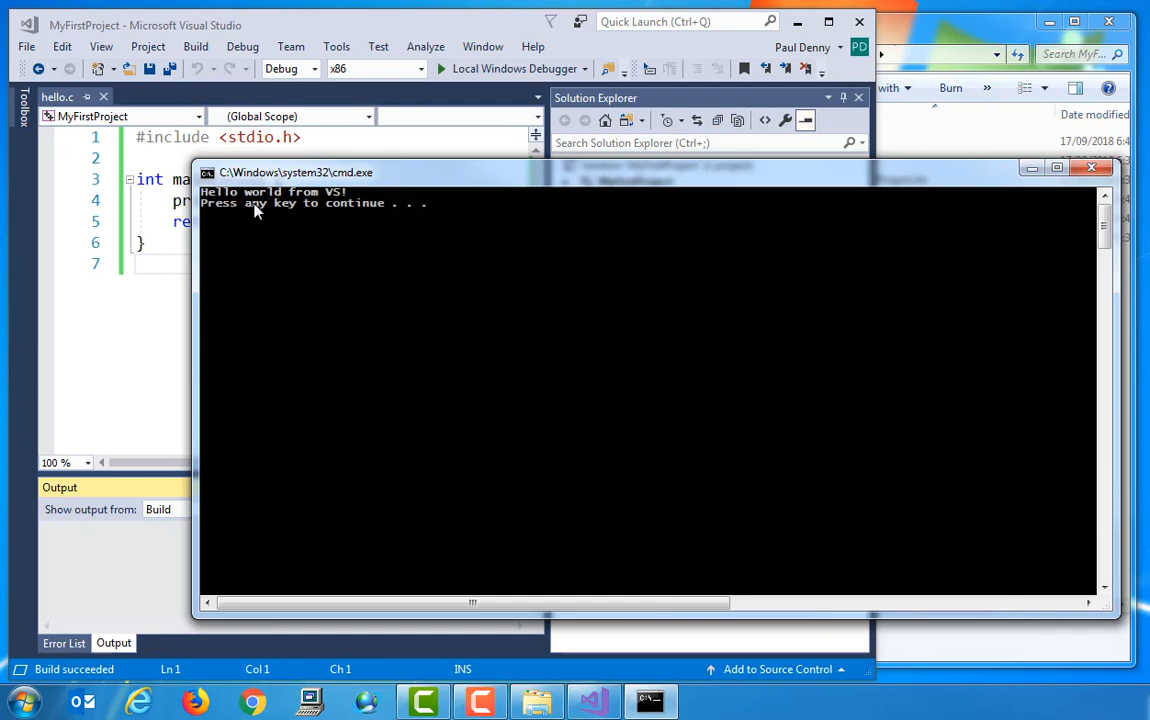 MyFirstProject - Microsoft Visual Studio
Quick Launch (Ctrl+Q)
File Edit View Project Build Debug Team Tools Test Analyze Window Help
Paul Denny PD
Debug x86 Local Windows Debugger
Search MyF...
with Burn »
Date modified
Toolbox
hello.c
MyFirstProject (Global Scope)
1 #include <stdio.h>
2
3 int ma
4 pr
5 re
6 }
7
Solution Explorer
Search Solution Explorer (Ctrl+;)
17/09/2018 6:4
C:\Windows\system32\cmd.exe
Hello world from VS!
Press any key to continue . . .
100 %
Output
Show output from: Build
Error List Output
Build succeeded Ln 1 Col 1 Ch 1 INS Add to Source Control